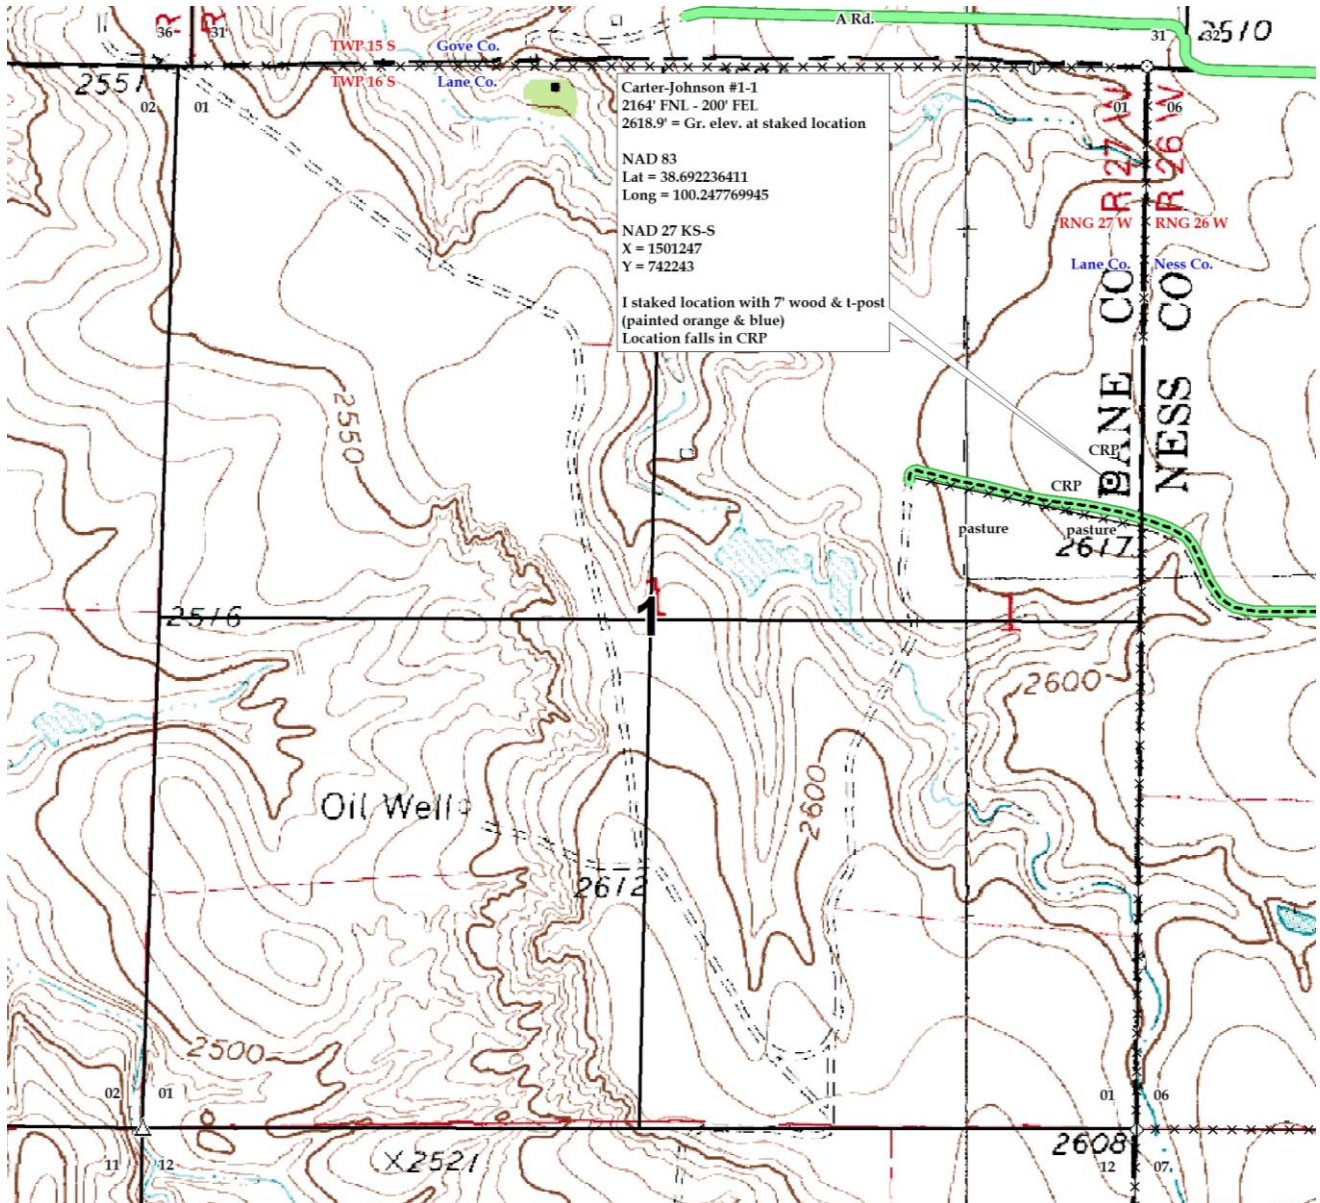 A Rd.
36 R R 31
31 32
2610
TWP 15 S Gove Co.
TWP 16 S Lane Co.
2551
02 01
01 06
Carter-Johnson #1-1
2164' FNL - 200' FEL
2618.9' = Gr. elev. at staked location
NAD 83
Lat = 38.692236411
Long = 100.247769945
NAD 27 KS-S
X = 1501247
Y = 742243
I staked location with 7' wood & t-post
(painted orange & blue)
Location falls in CRP
R 27 W
R 26 W
RNG 27 W RNG 26 W
Lane Co. Ness Co.
LANE CO
NESS CO
2550
CRP
CRP
pasture pasture
2617
2516
1
2600
Oil Well
2600
2612
2500
02 01
01 06
2608
11 12
X2521
12 07